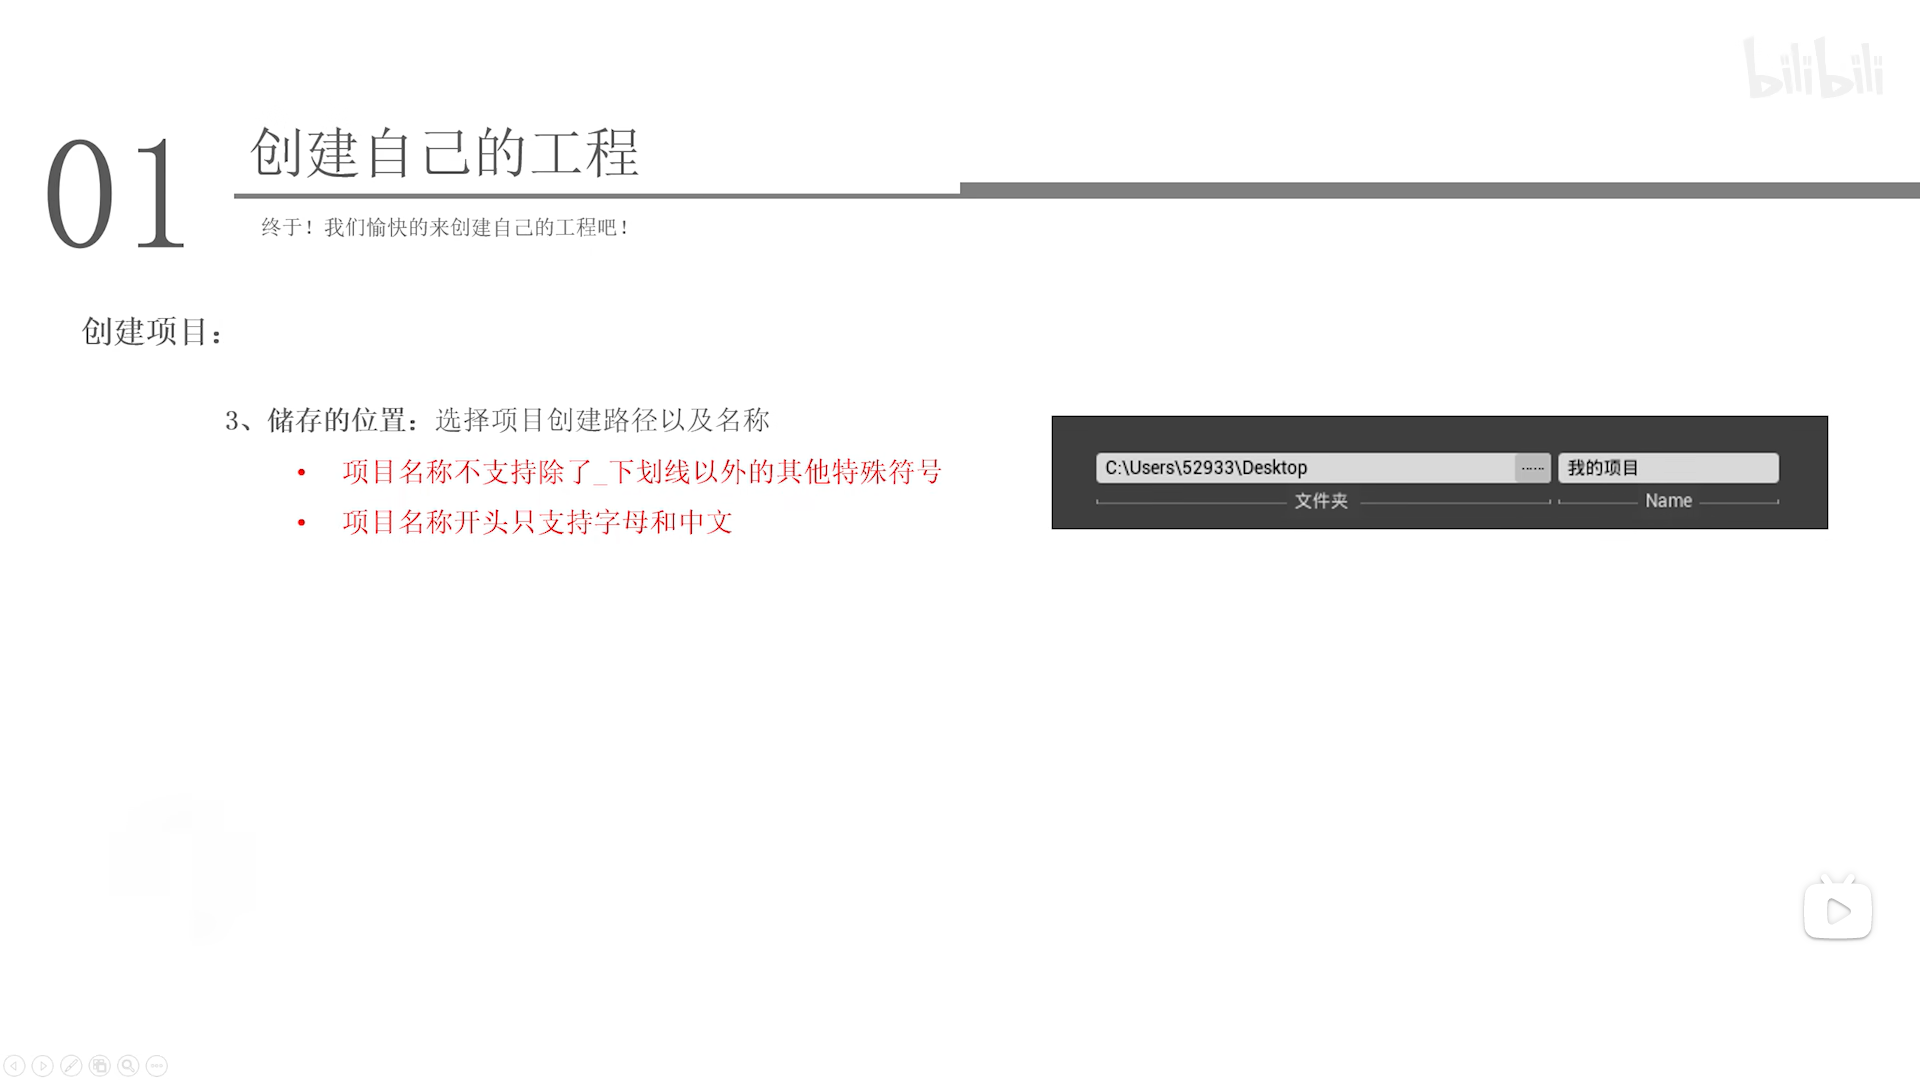 bilibili
01
创建自己的工程
终于！我们愉快的来创建自己的工程吧！
创建项目：
3、储存的位置：选择项目创建路径以及名称
• 项目名称不支持除了_下划线以外的其他特殊符号
• 项目名称开头只支持字母和中文
C:\Users\52933\Desktop ...... 我的项目
文件夹 Name